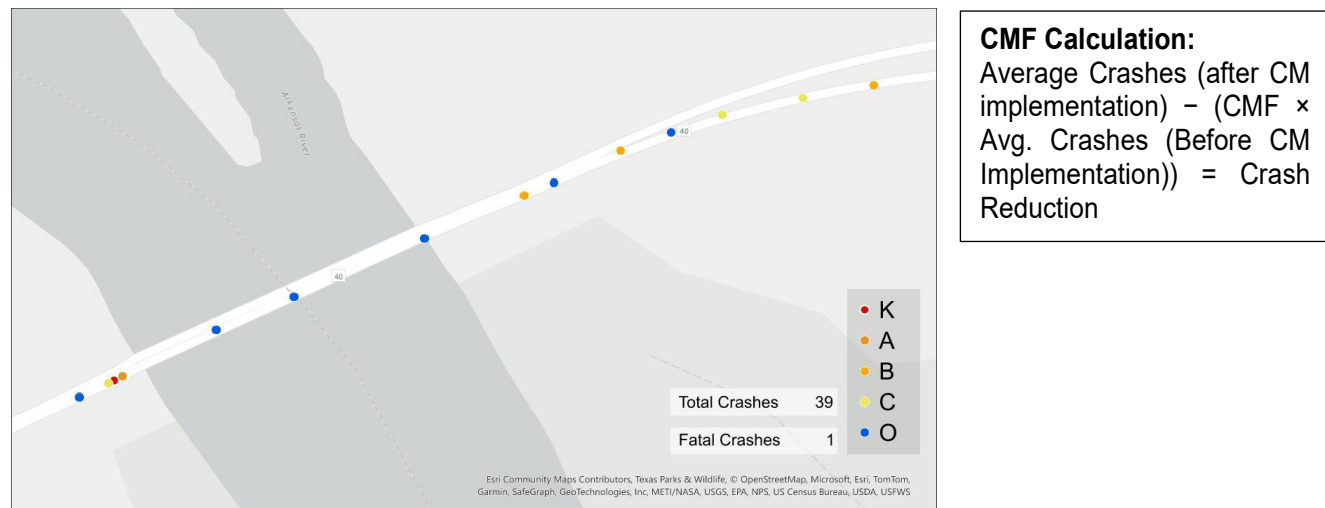 Arkansas River
40
40
K
A
B
C
O
Total Crashes 39
Fatal Crashes 1
Esri Community Maps Contributors, Texas Parks & Wildlife, © OpenStreetMap, Microsoft, Esri, TomTom,
Garmin, SafeGraph, GeoTechnologies, Inc, METI/NASA, USGS, EPA, NPS, US Census Bureau, USDA, USFWS
CMF Calculation:
Average Crashes (after CM
implementation) − (CMF ×
Avg. Crashes (Before CM
Implementation)) = Crash
Reduction